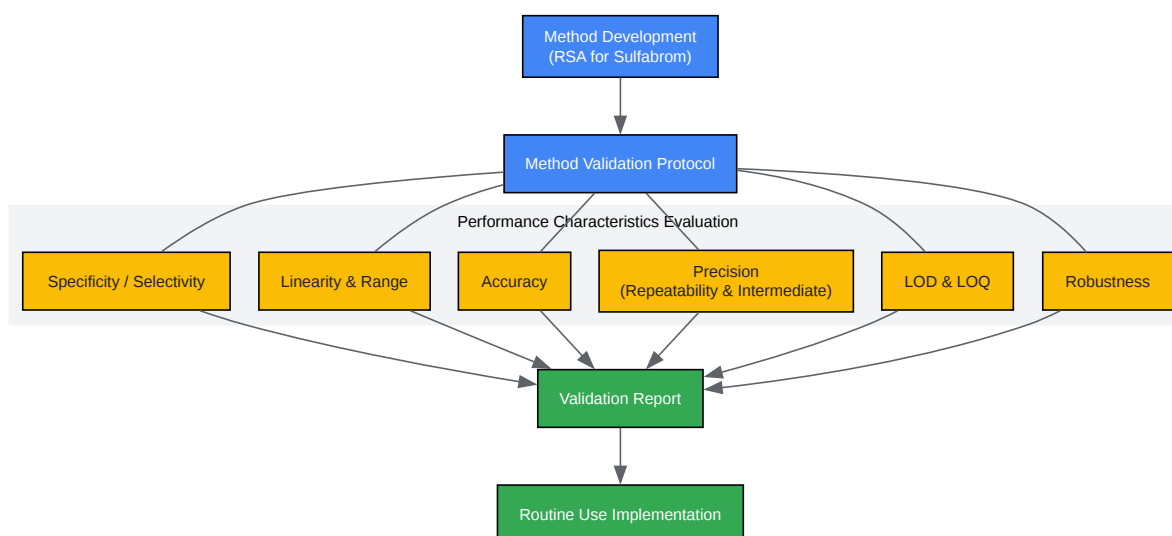 Method Development
(RSA for Sulfabrom)
Method Validation Protocol
Performance Characteristics Evaluation
Specificity / Selectivity
Linearity & Range
Accuracy
Precision
(Repeatability & Intermediate)
LOD & LOQ
Robustness
Validation Report
Routine Use Implementation